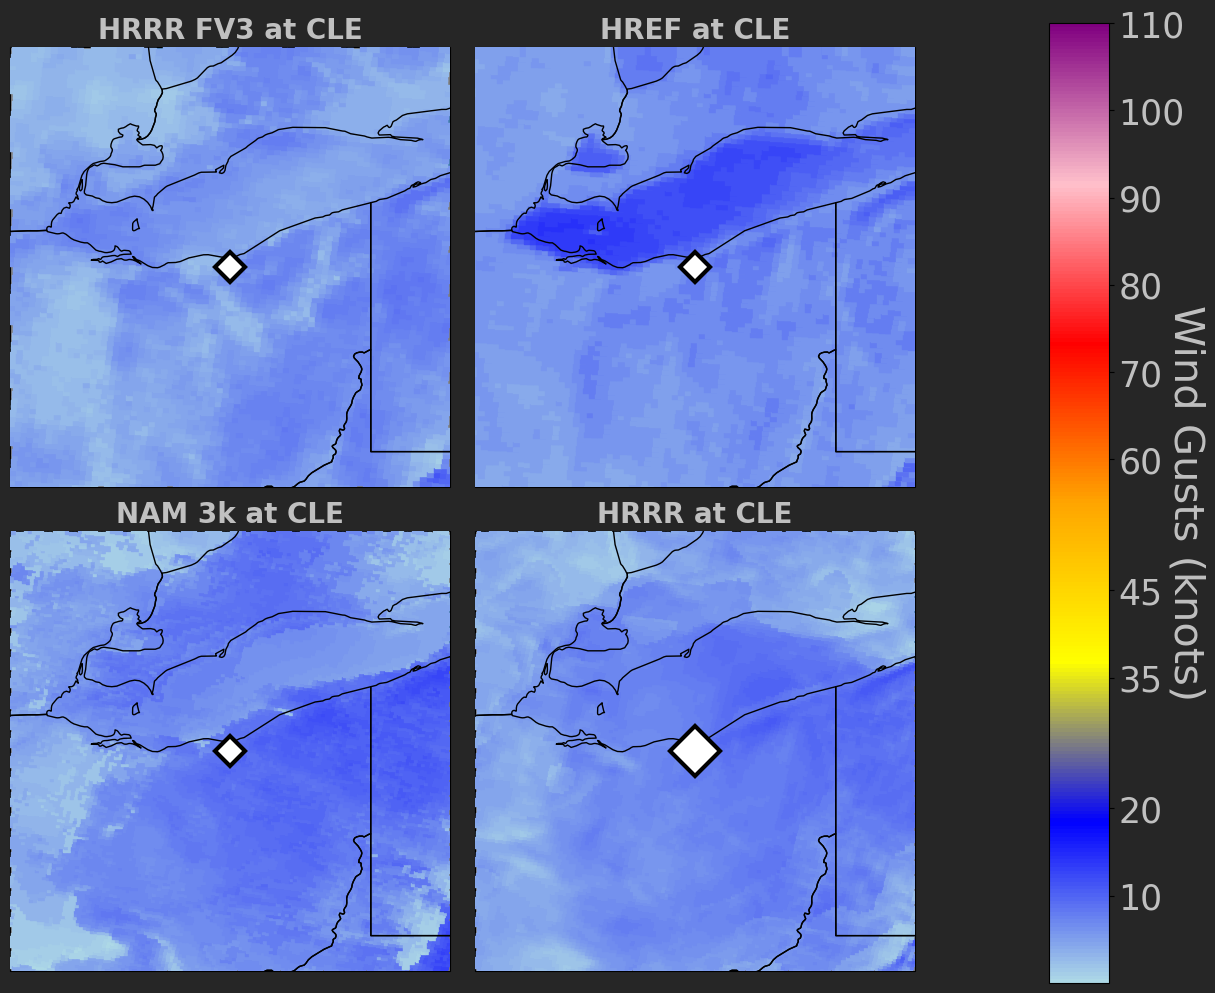 HRRR FV3 at CLE
HREF at CLE
NAM 3k at CLE
HRRR at CLE
110
100
90
80
70
60
45
35
20
10
Wind Gusts (knots)